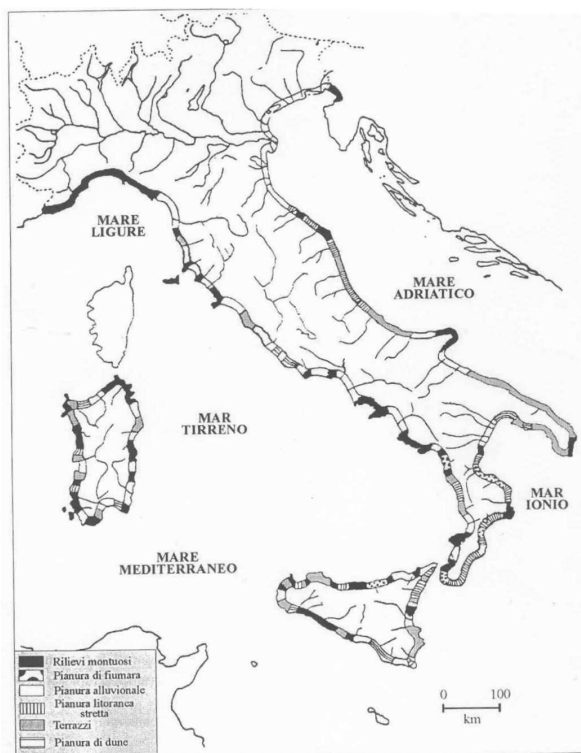 MARE
LIGURE
MARE
ADRIATICO
MAR
TIRRENO
MAR
IONIO
MARE
MEDITERRANEO
Rilievi montuosi
Pianura di fiumara
Pianura alluvionale
Pianura litoranea
stretta
Terrazzi
Pianura di dune
0 100
km